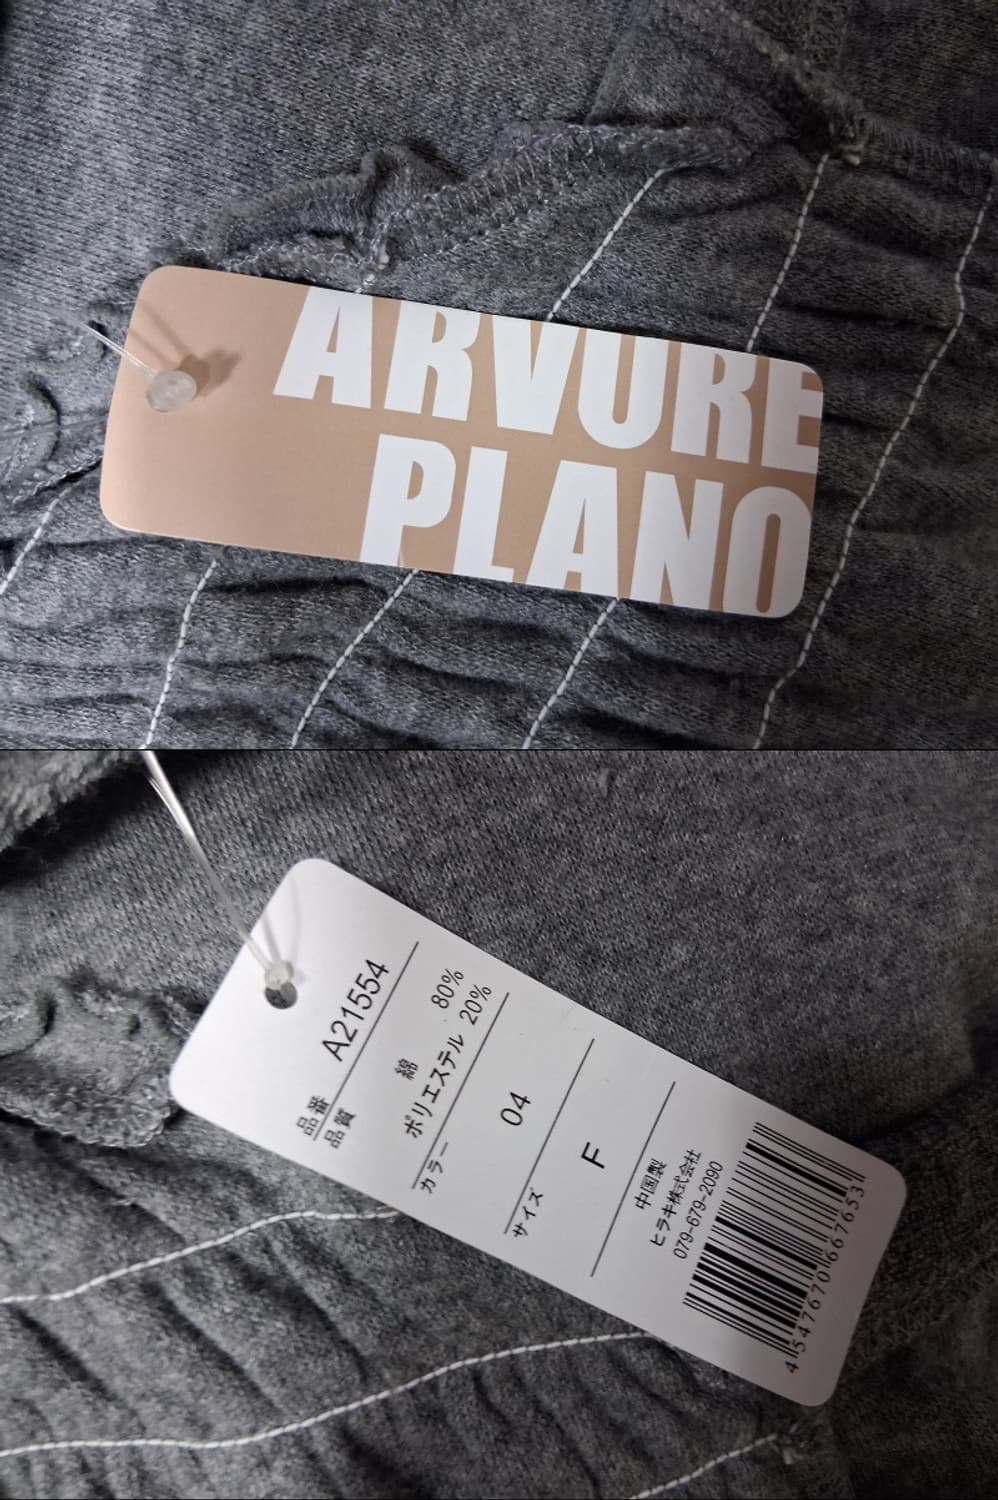 ARVURE
PLANO
品番 A21554
品質 綿 80%
ポリエステル 20%
カラー 04
サイズ F
中国製
ヒラキ株式会社
079-679-2090
4547670667653